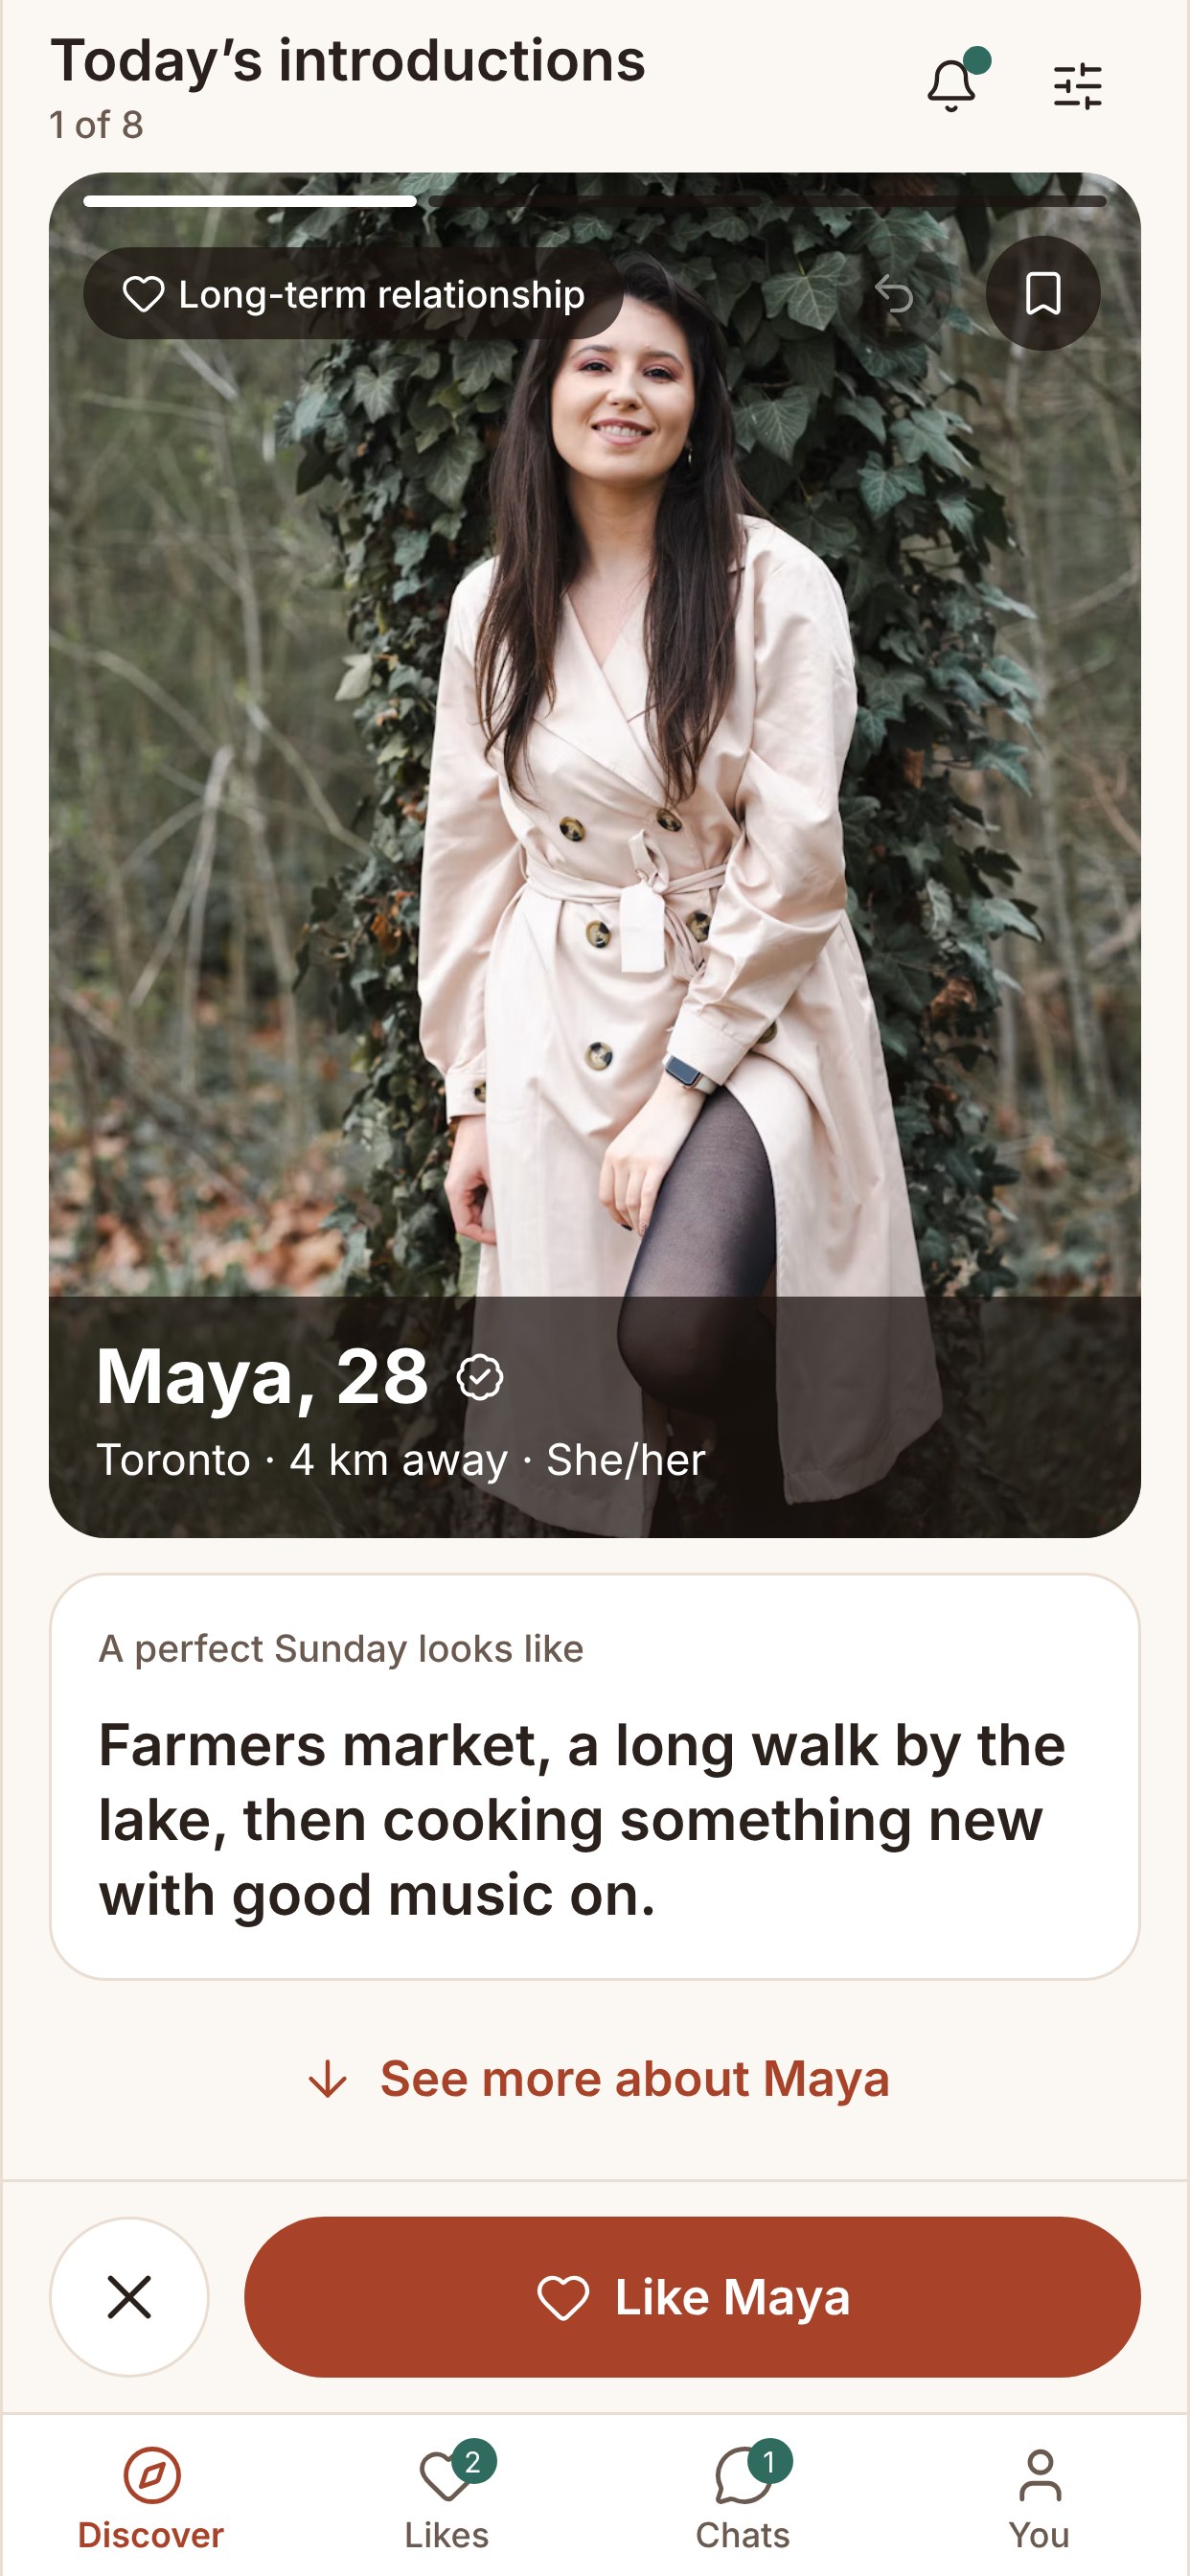 Today’s introductions
1 of 8
Long-term relationship
Maya, 28
Toronto · 4 km away · She/her
A perfect Sunday looks like
Farmers market, a long walk by the
lake, then cooking something new
with good music on.
See more about Maya
Like Maya
2
1
Discover
Likes
Chats
You